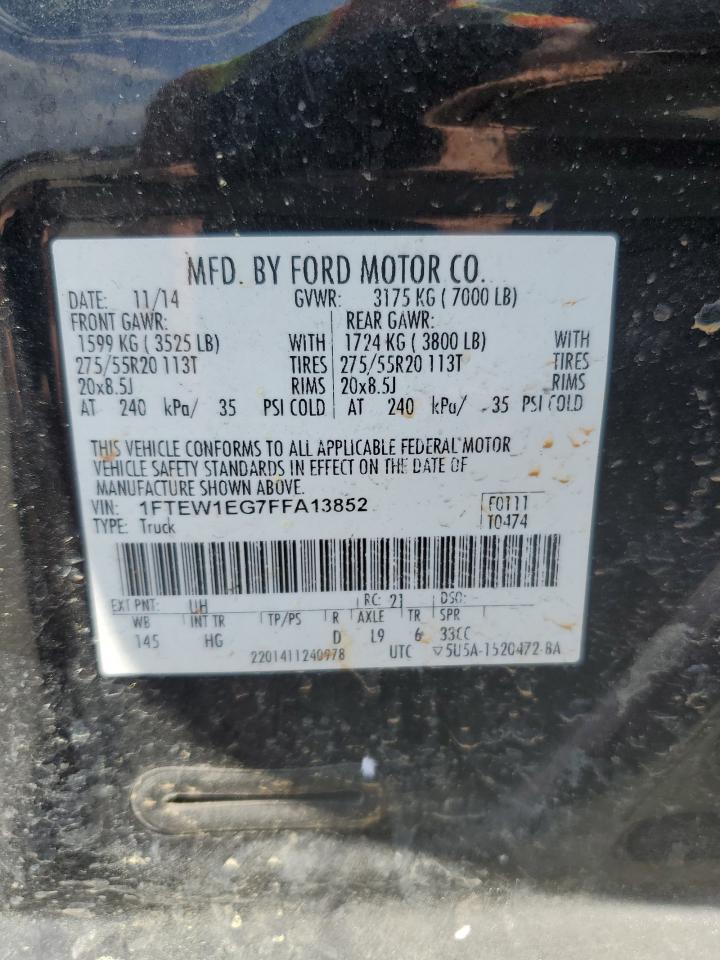 MFD. BY FORD MOTOR CO.
DATE: 11/14 GVWR: 3175 KG ( 7000 LB)
FRONT GAWR: REAR GAWR:
1599 KG ( 3525 LB) WITH 1724 KG ( 3800 LB) WITH
275/55R20 113T TIRES 275/55R20 113T TIRES
20x8.5J RIMS 20x8.5J RIMS
AT 240 kPa/ 35 PSI COLD AT 240 kPa/ 35 PSI COLD
THIS VEHICLE CONFORMS TO ALL APPLICABLE FEDERAL MOTOR
VEHICLE SAFETY STANDARDS IN EFFECT ON THE DATE OF
MANUFACTURE SHOWN ABOVE.
VIN: 1FTEW1EG7FFA13852 F0111
TYPE: Truck T0474
EXT PNT: UH RC: 21 DSO:
WB INT TR TP/PS R AXLE TR SPR
145 HG D L9 6 33CC
2201411240978 UTC ▽5U5A-1520472-BA